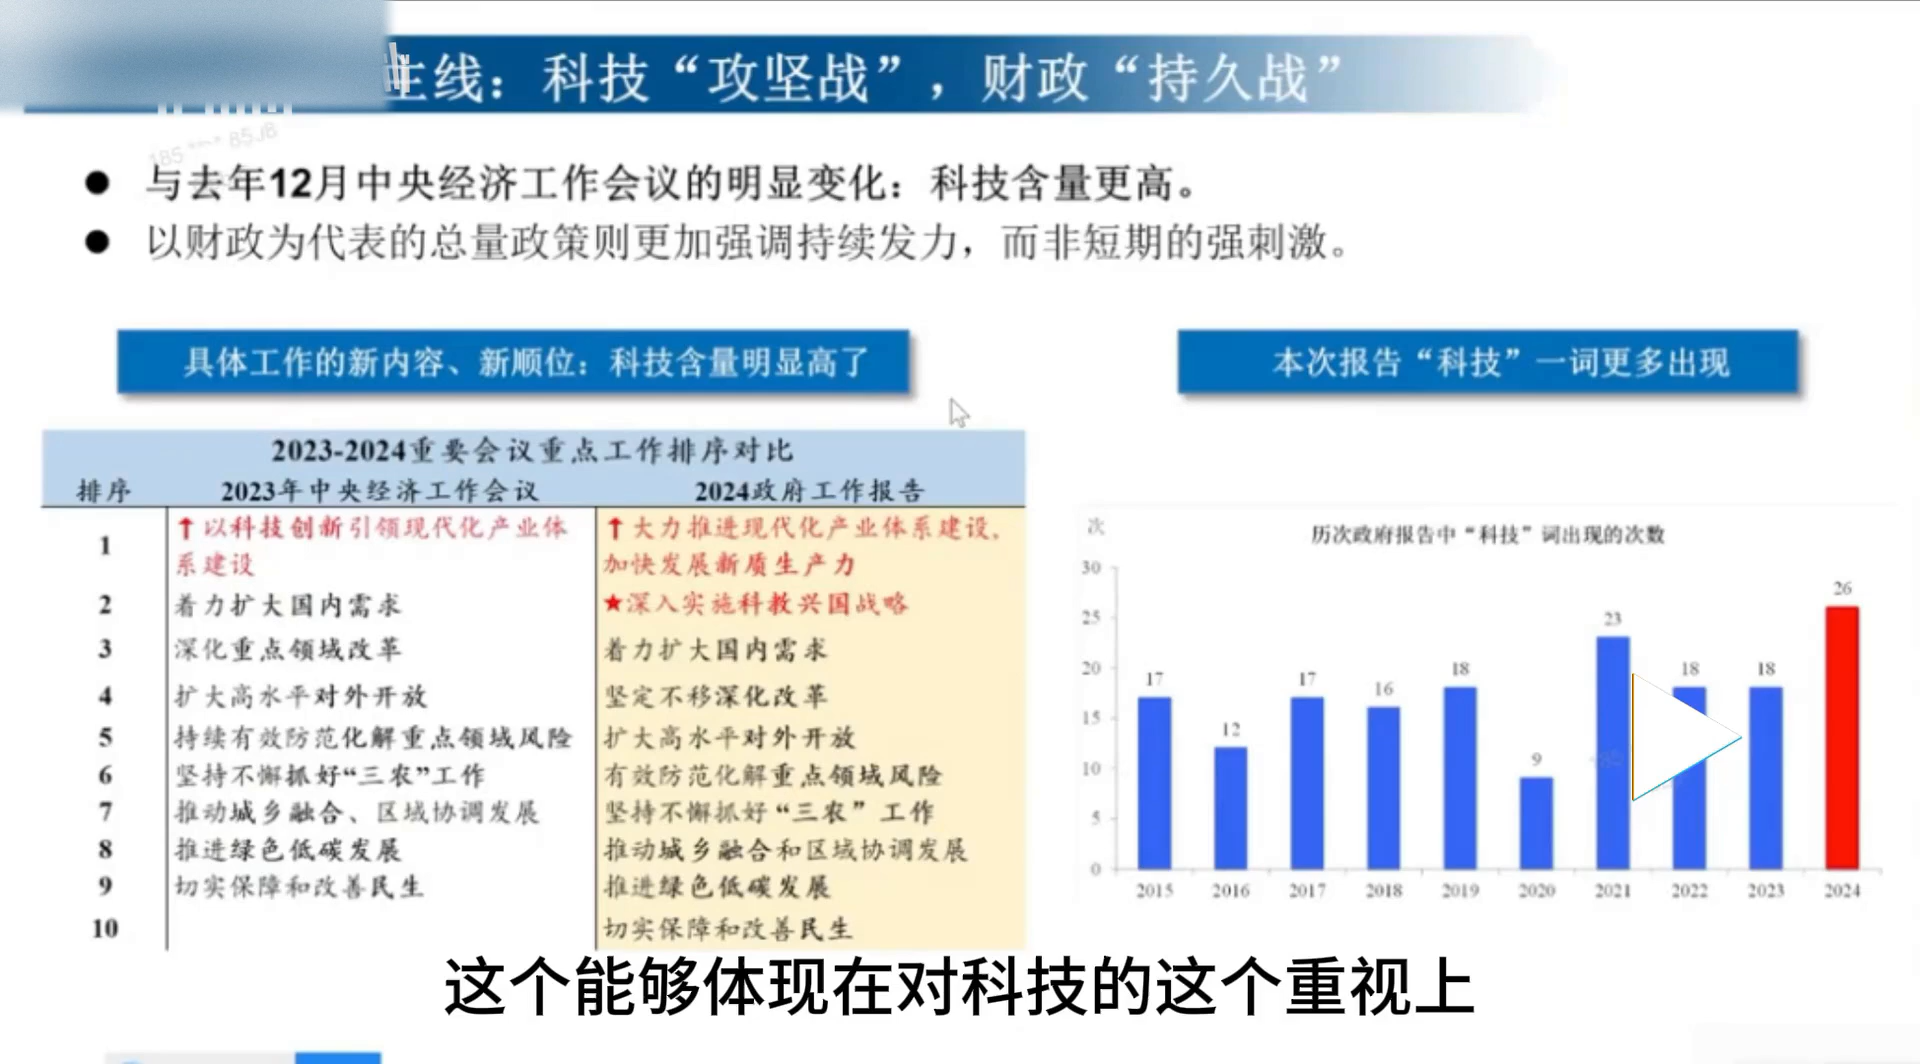 主线：科技“攻坚战”，财政“持久战”
185 **** 85JB
● 与去年12月中央经济工作会议的明显变化：科技含量更高。
● 以财政为代表的总量政策则更加强调持续发力，而非短期的强刺激。
具体工作的新内容、新顺位：科技含量明显高了
2023-2024重要会议重点工作排序对比
排序 2023年中央经济工作会议 2024政府工作报告
1 ↑以科技创新引领现代化产业体系建设 ↑大力推进现代化产业体系建设，加快发展新质生产力
2 着力扩大国内需求 ★深入实施科教兴国战略
3 深化重点领域改革 着力扩大国内需求
4 扩大高水平对外开放 坚定不移深化改革
5 持续有效防范化解重点领域风险 扩大高水平对外开放
6 坚持不懈抓好“三农”工作 有效防范化解重点领域风险
7 推动城乡融合、区域协调发展 坚持不懈抓好“三农”工作
8 推进绿色低碳发展 推动城乡融合和区域协调发展
9 切实保障和改善民生 推进绿色低碳发展
10 切实保障和改善民生
本次报告“科技”一词更多出现
次
历次政府报告中“科技”词出现的次数
30
25
20
15
10
5
0
17 12 17 16 18 9 23 18 18 26
2015 2016 2017 2018 2019 2020 2021 2022 2023 2024
这个能够体现在对科技的这个重视上